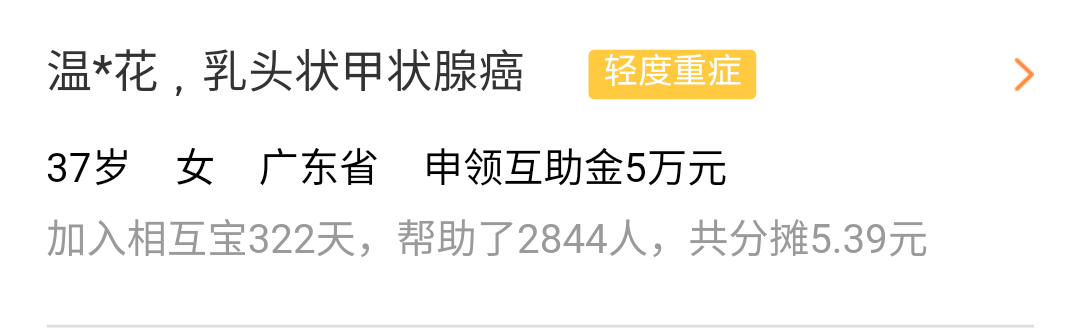 温*花，乳头状甲状腺癌 轻度重症
37岁 女 广东省 申领互助金5万元
加入相互宝322天，帮助了2844人，共分摊5.39元